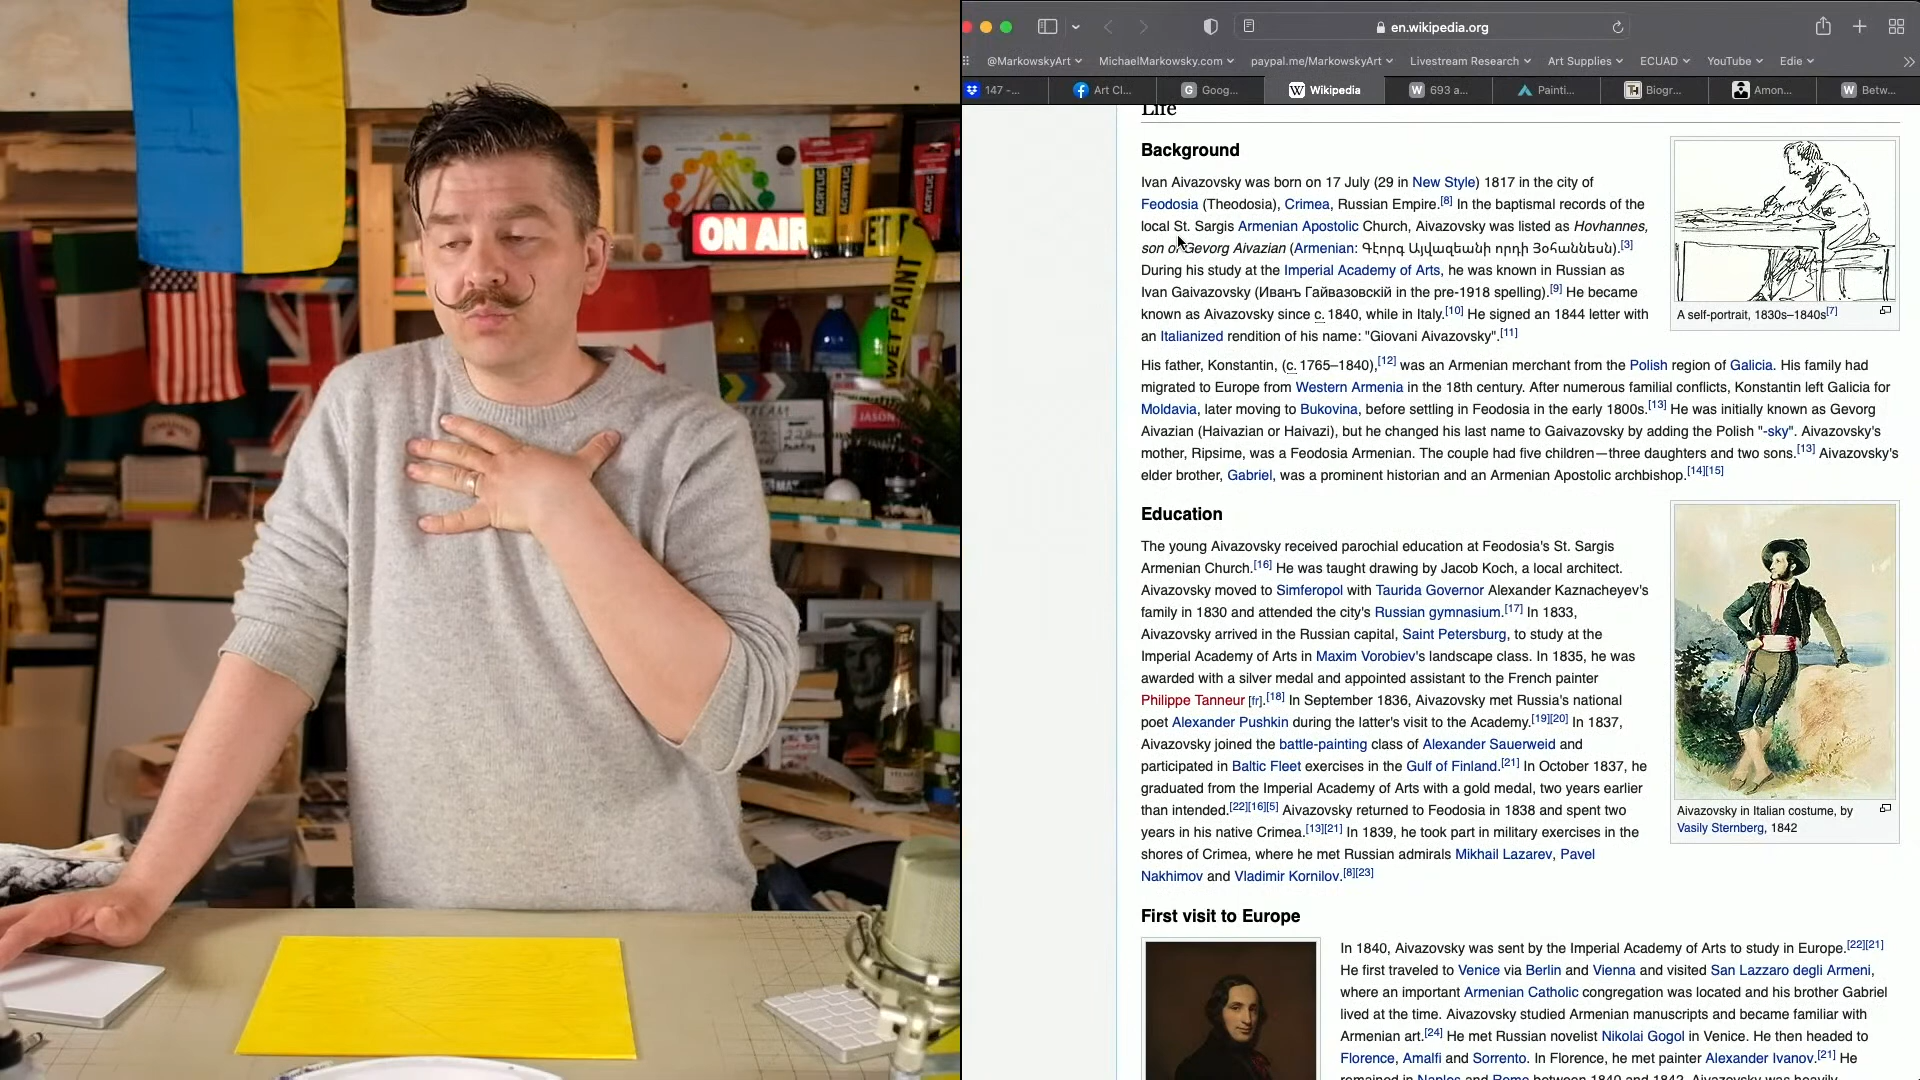 ON AIR
ACRYLIC
ACRYLIC
WET PAINT
JASON
en.wikipedia.org
@MarkowskyArt
MichaelMarkowsky.com
paypal.me/MarkowskyArt
Livestream Research
Art Supplies
ECUAD
YouTube
Edie
147 -...
Art Cl...
Goog...
Wikipedia
693 a...
Painti...
Biogr...
Amon...
Betw...
Life
Background
Ivan Aivazovsky was born on 17 July (29 in New Style) 1817 in the city of
Feodosia (Theodosia), Crimea, Russian Empire.[8] In the baptismal records of the
local St. Sargis Armenian Apostolic Church, Aivazovsky was listed as Hovhannes,
son of Gevorg Aivazian (Armenian: Գէորգ Այվազեանի որդի Յօհաննեսն).[3]
During his study at the Imperial Academy of Arts, he was known in Russian as
Ivan Gaivazovsky (Иванъ Гайвазовскій in the pre-1918 spelling).[9] He became
known as Aivazovsky since c. 1840, while in Italy.[10] He signed an 1844 letter with
an Italianized rendition of his name: "Giovani Aivazovsky".[11]
A self-portrait, 1830s–1840s[7]
His father, Konstantin, (c. 1765–1840),[12] was an Armenian merchant from the Polish region of Galicia. His family had
migrated to Europe from Western Armenia in the 18th century. After numerous familial conflicts, Konstantin left Galicia for
Moldavia, later moving to Bukovina, before settling in Feodosia in the early 1800s.[13] He was initially known as Gevorg
Aivazian (Haivazian or Haivazi), but he changed his last name to Gaivazovsky by adding the Polish "-sky". Aivazovsky's
mother, Ripsime, was a Feodosia Armenian. The couple had five children—three daughters and two sons.[13] Aivazovsky's
elder brother, Gabriel, was a prominent historian and an Armenian Apostolic archbishop.[14][15]
Education
The young Aivazovsky received parochial education at Feodosia's St. Sargis
Armenian Church.[16] He was taught drawing by Jacob Koch, a local architect.
Aivazovsky moved to Simferopol with Taurida Governor Alexander Kaznacheyev's
family in 1830 and attended the city's Russian gymnasium.[17] In 1833,
Aivazovsky arrived in the Russian capital, Saint Petersburg, to study at the
Imperial Academy of Arts in Maxim Vorobiev's landscape class. In 1835, he was
awarded with a silver medal and appointed assistant to the French painter
Philippe Tanneur [fr].[18] In September 1836, Aivazovsky met Russia's national
poet Alexander Pushkin during the latter's visit to the Academy.[19][20] In 1837,
Aivazovsky joined the battle-painting class of Alexander Sauerweid and
participated in Baltic Fleet exercises in the Gulf of Finland.[21] In October 1837, he
graduated from the Imperial Academy of Arts with a gold medal, two years earlier
than intended.[22][16][5] Aivazovsky returned to Feodosia in 1838 and spent two
years in his native Crimea.[13][21] In 1839, he took part in military exercises in the
shores of Crimea, where he met Russian admirals Mikhail Lazarev, Pavel
Nakhimov and Vladimir Kornilov.[8][23]
Aivazovsky in Italian costume, by
Vasily Sternberg, 1842
First visit to Europe
In 1840, Aivazovsky was sent by the Imperial Academy of Arts to study in Europe.[22][21]
He first traveled to Venice via Berlin and Vienna and visited San Lazzaro degli Armeni,
where an important Armenian Catholic congregation was located and his brother Gabriel
lived at the time. Aivazovsky studied Armenian manuscripts and became familiar with
Armenian art.[24] He met Russian novelist Nikolai Gogol in Venice. He then headed to
Florence, Amalfi and Sorrento. In Florence, he met painter Alexander Ivanov.[21] He
remained in Naples and Rome between 1840 and 1842. Aivazovsky was heavily